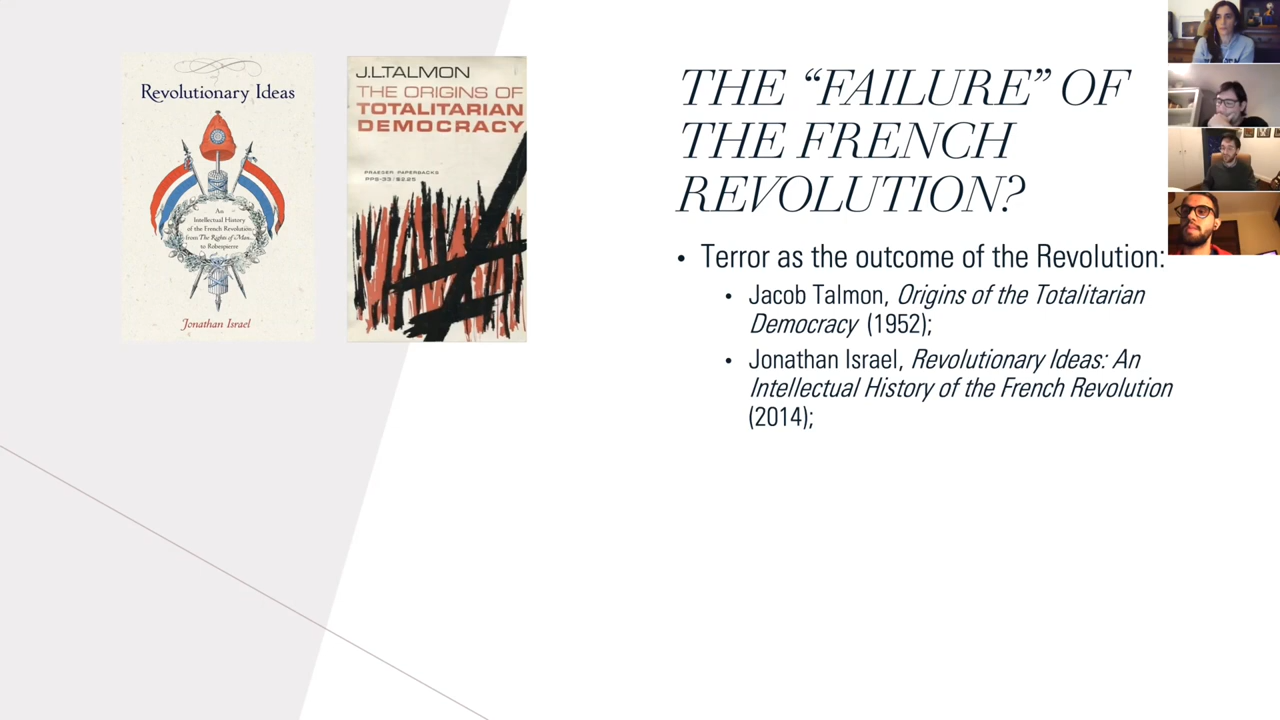 Revolutionary Ideas
An
Intellectual History
of the French Revolution
from The Rights of Man
to Robespierre
Jonathan Israel
J.L.TALMON
THE ORIGINS OF
TOTALITARIAN
DEMOCRACY
PRAEGER PAPERBACKS
PPS-33/$2.25
THE “FAILURE” OF
THE FRENCH
REVOLUTION?
• Terror as the outcome of the Revolution:
• Jacob Talmon, Origins of the Totalitarian
Democracy (1952);
• Jonathan Israel, Revolutionary Ideas: An
Intellectual History of the French Revolution
(2014);